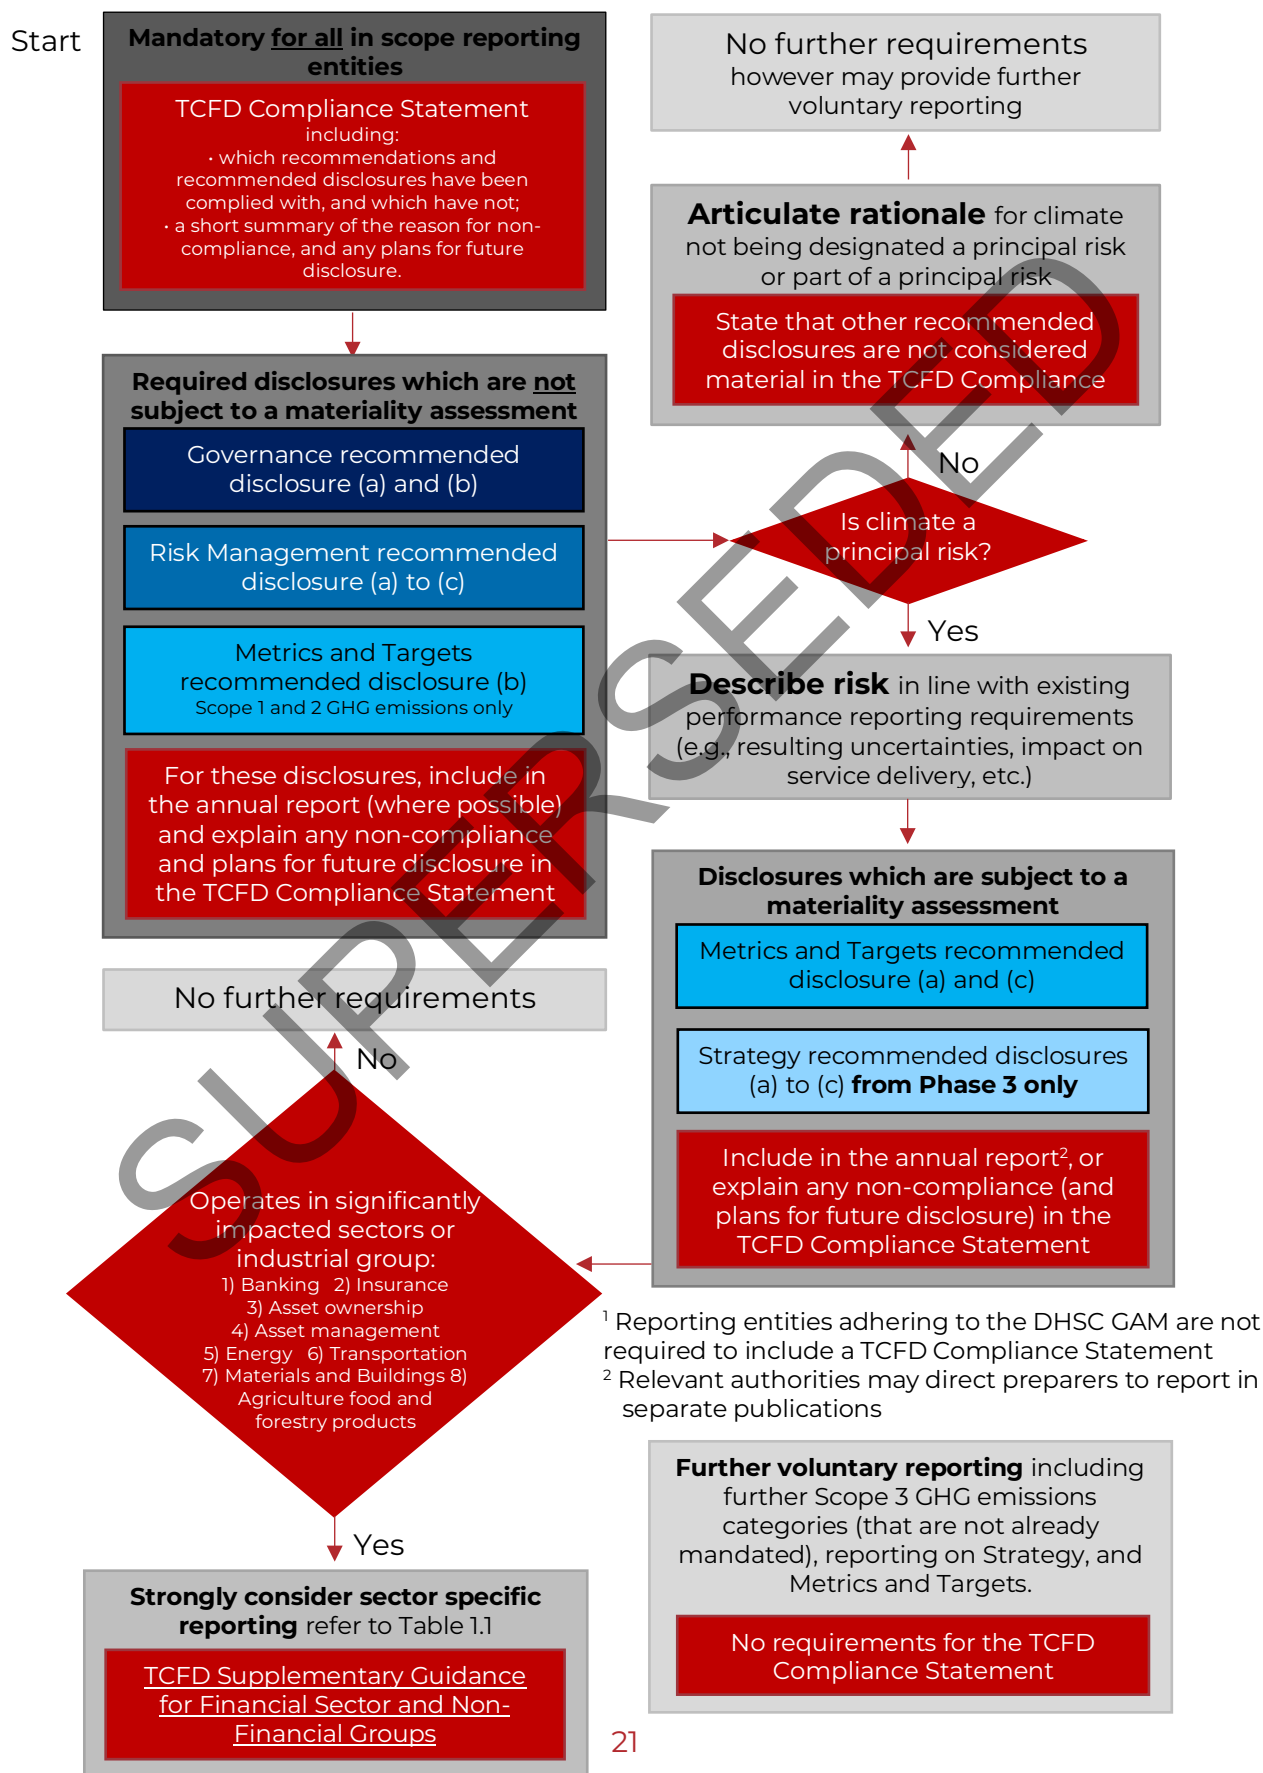 Start
Mandatory for all in scope reporting
entities
TCFD Compliance Statement
including:
• which recommendations and
recommended disclosures have been
complied with, and which have not;
• a short summary of the reason for non-
compliance, and any plans for future
disclosure.
Required disclosures which are not
subject to a materiality assessment
Governance recommended
disclosure (a) and (b)
Risk Management recommended
disclosure (a) to (c)
Metrics and Targets
recommended disclosure (b)
Scope 1 and 2 GHG emissions only
For these disclosures, include in
the annual report (where possible)
and explain any non-compliance
and plans for future disclosure in
the TCFD Compliance Statement
No further requirements
however may provide further
voluntary reporting
Articulate rationale for climate
not being designated a principal risk
or part of a principal risk
State that other recommended
disclosures are not considered
material in the TCFD Compliance
No
Is climate a
principal risk?
Yes
Describe risk in line with existing
performance reporting requirements
(e.g., resulting uncertainties, impact on
service delivery, etc.)
Disclosures which are subject to a
materiality assessment
Metrics and Targets recommended
disclosure (a) and (c)
Strategy recommended disclosures
(a) to (c) from Phase 3 only
Include in the annual report², or
explain any non-compliance (and
plans for future disclosure) in the
TCFD Compliance Statement
No further requirements
No
Operates in significantly
impacted sectors or
industrial group:
1) Banking 2) Insurance
3) Asset ownership
4) Asset management
5) Energy 6) Transportation
7) Materials and Buildings 8)
Agriculture food and
forestry products
Yes
Strongly consider sector specific
reporting refer to Table 1.1
TCFD Supplementary Guidance
for Financial Sector and Non-
Financial Groups
¹ Reporting entities adhering to the DHSC GAM are not
required to include a TCFD Compliance Statement
² Relevant authorities may direct preparers to report in
separate publications
Further voluntary reporting including
further Scope 3 GHG emissions
categories (that are not already
mandated), reporting on Strategy, and
Metrics and Targets.
No requirements for the TCFD
Compliance Statement
21
SUPERSEDED